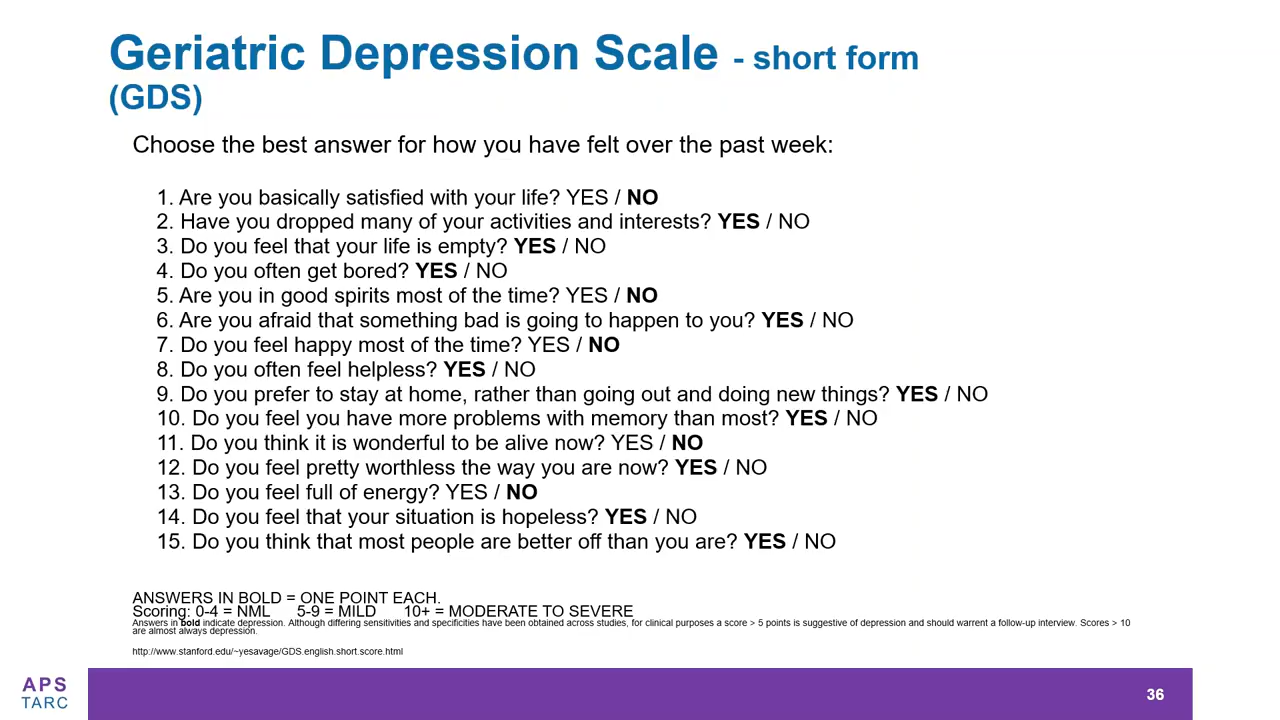 Geriatric Depression Scale - short form
(GDS)
Choose the best answer for how you have felt over the past week:
1. Are you basically satisfied with your life? YES / NO
2. Have you dropped many of your activities and interests? YES / NO
3. Do you feel that your life is empty? YES / NO
4. Do you often get bored? YES / NO
5. Are you in good spirits most of the time? YES / NO
6. Are you afraid that something bad is going to happen to you? YES / NO
7. Do you feel happy most of the time? YES / NO
8. Do you often feel helpless? YES / NO
9. Do you prefer to stay at home, rather than going out and doing new things? YES / NO
10. Do you feel you have more problems with memory than most? YES / NO
11. Do you think it is wonderful to be alive now? YES / NO
12. Do you feel pretty worthless the way you are now? YES / NO
13. Do you feel full of energy? YES / NO
14. Do you feel that your situation is hopeless? YES / NO
15. Do you think that most people are better off than you are? YES / NO
ANSWERS IN BOLD = ONE POINT EACH.
Scoring: 0-4 = NML 5-9 = MILD 10+ = MODERATE TO SEVERE
Answers in bold indicate depression. Although differing sensitivities and specificities have been obtained across studies, for clinical purposes a score > 5 points is suggestive of depression and should warrent a follow-up interview. Scores > 10
are almost always depression.
http://www.stanford.edu/~yesavage/GDS.english.short.score.html
APS
TARC
36